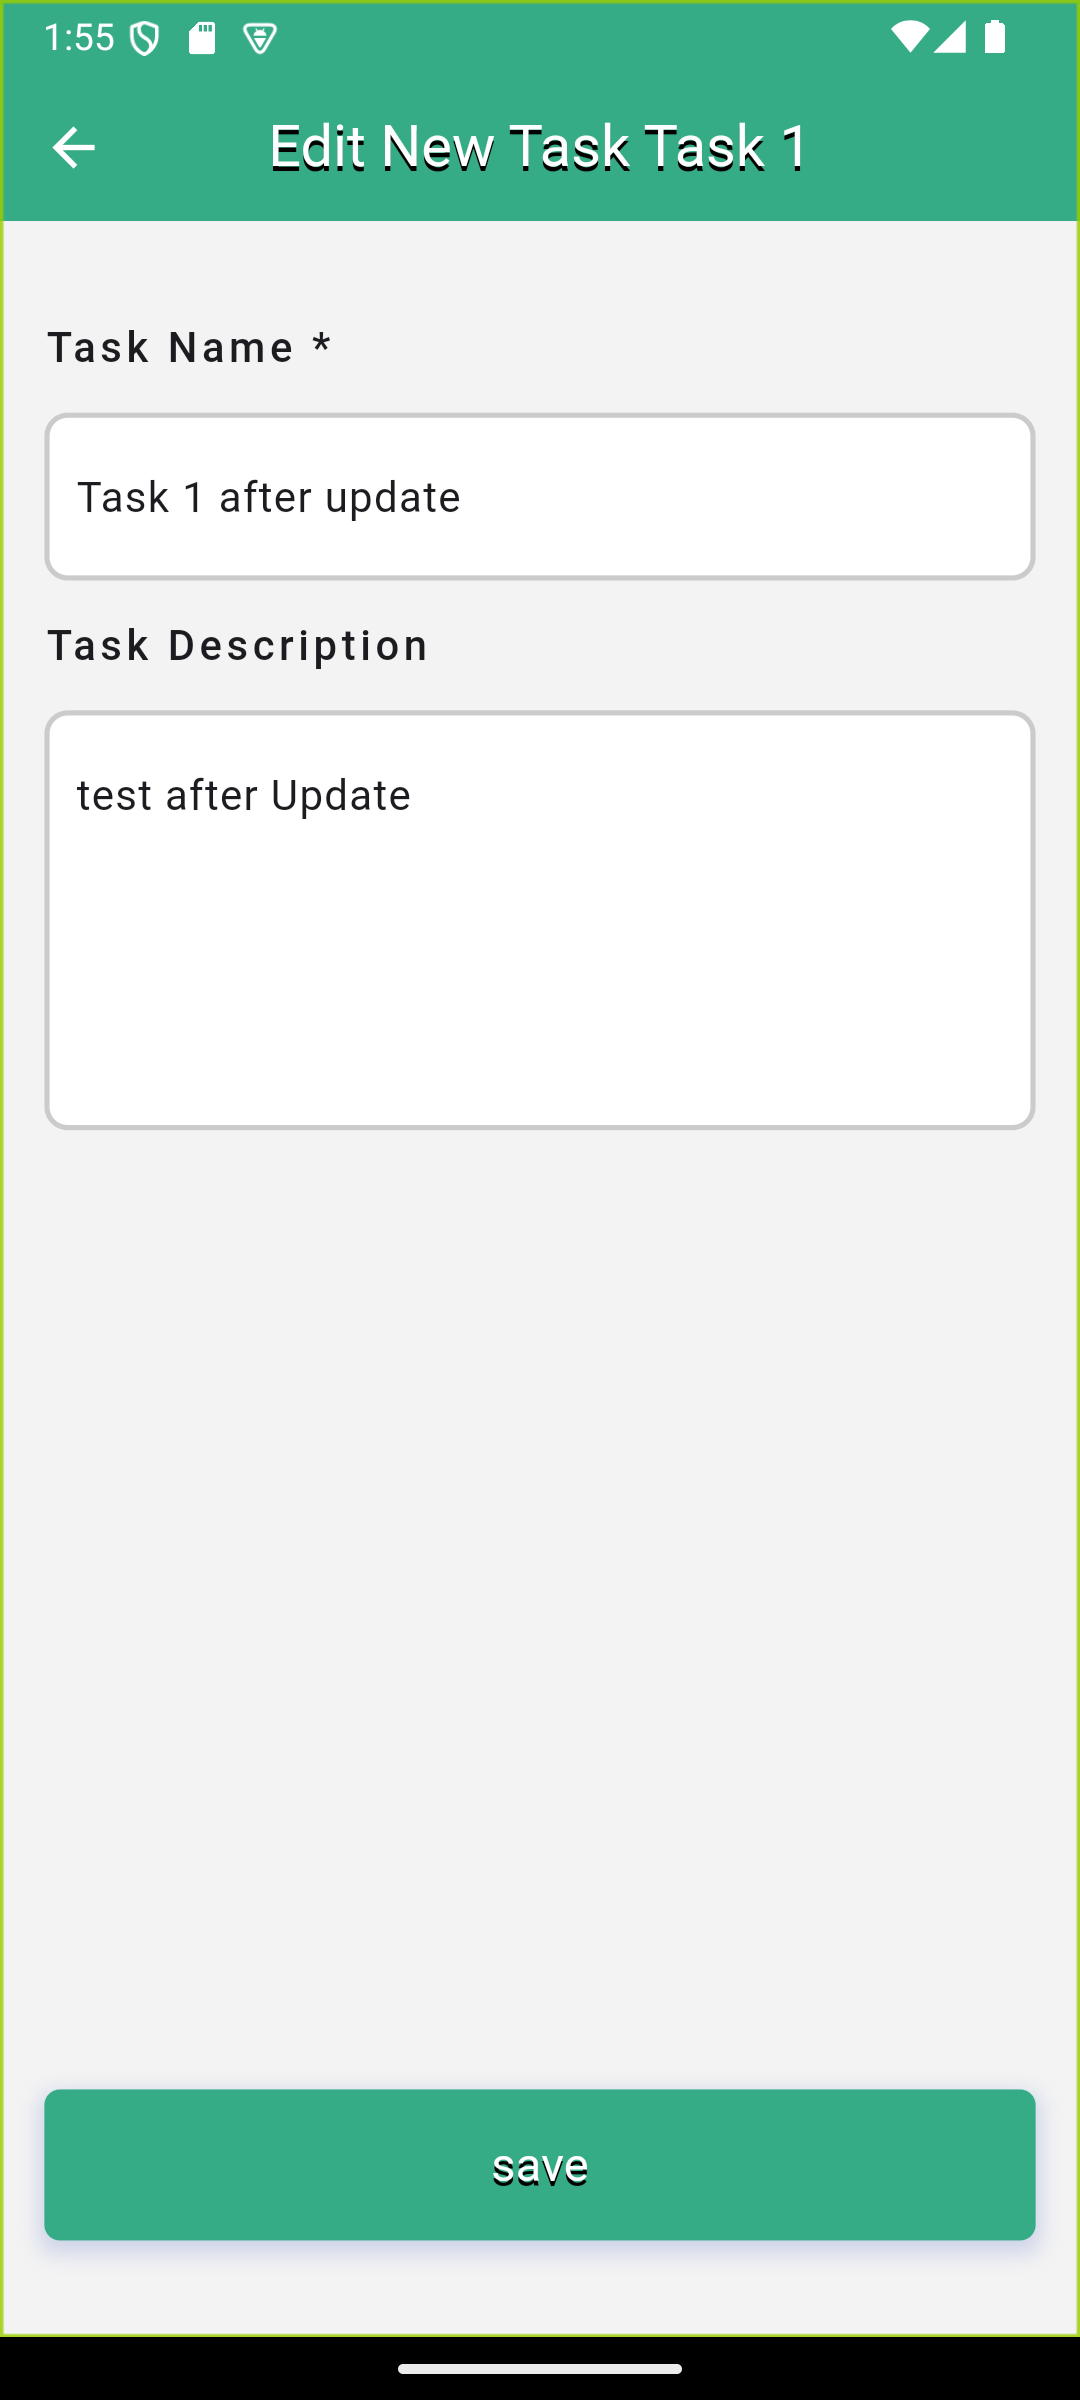 1:55
Edit New Task Task 1
Task Name *
Task 1 after update
Task Description
test after Update
save